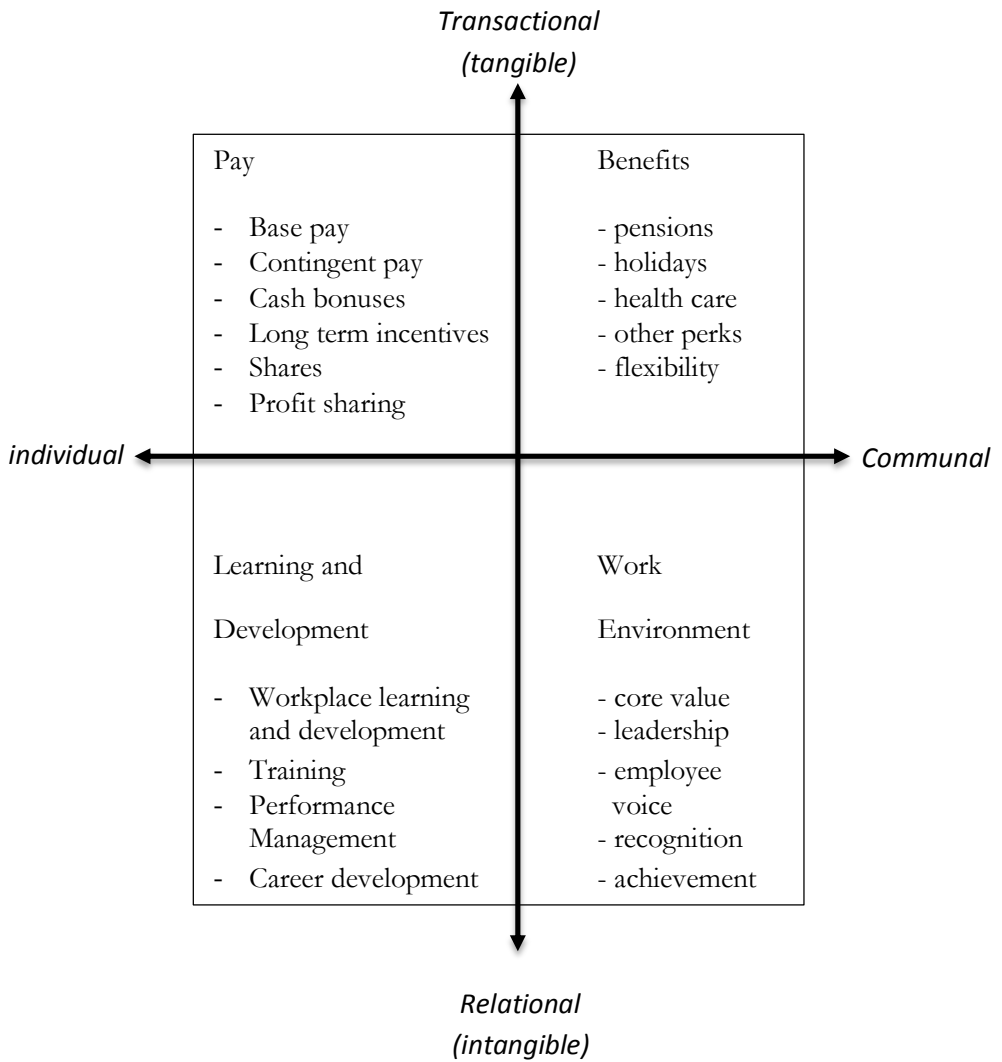 Transactional
(tangible)
Pay
- Base pay
- Contingent pay
- Cash bonuses
- Long term incentives
- Shares
- Profit sharing
Benefits
- pensions
- holidays
- health care
- other perks
- flexibility
individual
Communal
Learning and
Development
- Workplace learning
and development
- Training
- Performance
Management
- Career development
Work
Environment
- core value
- leadership
- employee
voice
- recognition
- achievement
Relational
(intangible)